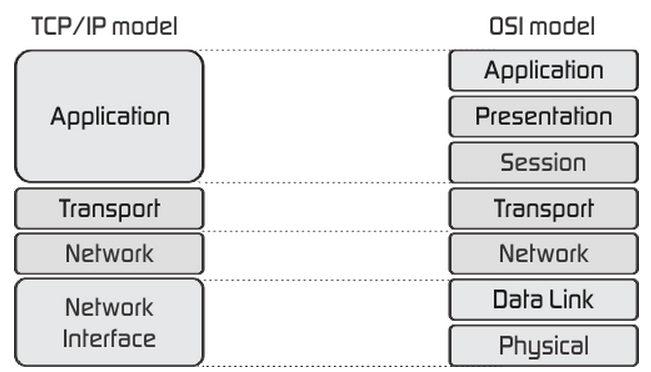 TCP/IP model
Application
Transport
Network
Network
Interface
OSI model
Application
Presentation
Session
Transport
Network
Data Link
Physical